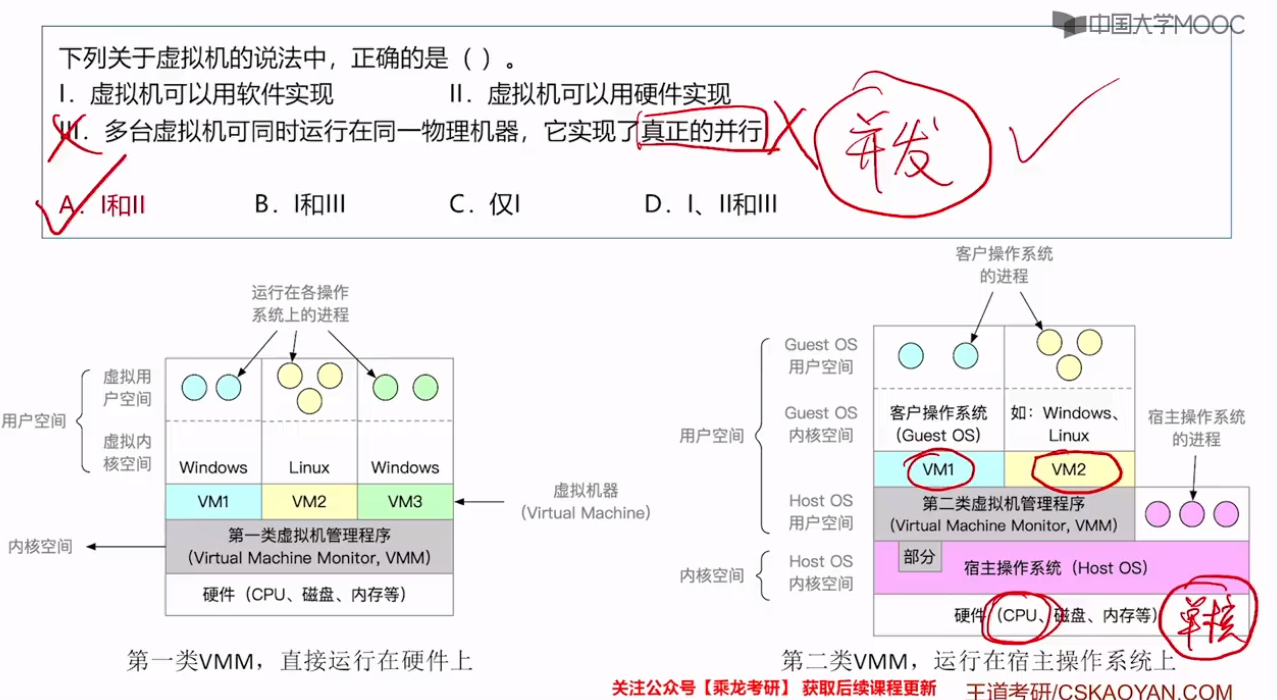 中国大学MOOC
下列关于虚拟机的说法中，正确的是（ ）。
I．虚拟机可以用软件实现 II．虚拟机可以用硬件实现
III．多台虚拟机可同时运行在同一物理机器，它实现了真正的并行
并发
A．I和II B．I和III C．仅I D．I、II和III
运行在各操作
系统上的进程
用户空间
虚拟用
户空间
虚拟内
核空间
Windows Linux Windows
VM1 VM2 VM3
虚拟机器
（Virtual Machine）
第一类虚拟机管理程序
（Virtual Machine Monitor, VMM）
内核空间
硬件（CPU、磁盘、内存等）
第一类VMM，直接运行在硬件上
客户操作系统
的进程
Guest OS
用户空间
用户空间
Guest OS
内核空间
客户操作系统
（Guest OS）
如：Windows、
Linux
宿主操作系统
的进程
VM1 VM2
Host OS
用户空间
第二类虚拟机管理程序
（Virtual Machine Monitor, VMM）
内核空间
Host OS
内核空间
部分
宿主操作系统（Host OS）
硬件（CPU、磁盘、内存等）
单核
第二类VMM，运行在宿主操作系统上
关注公众号【乘龙考研】 获取后续课程更新
王道考研/CSKAOYAN.COM